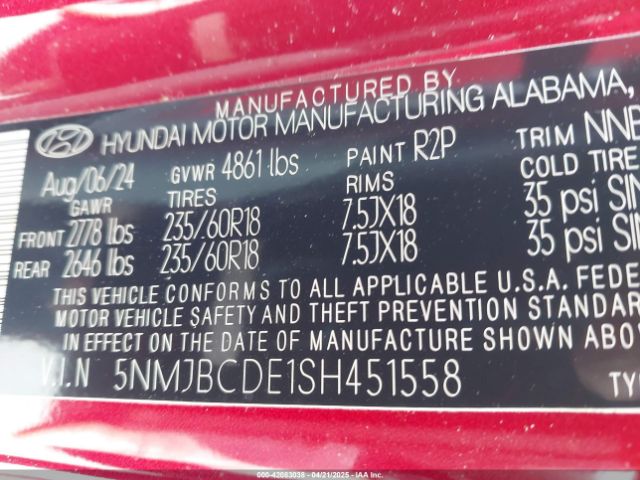 MANUFACTURED BY
HYUNDAI MOTOR MANUFACTURING ALABAMA,
Aug/06/24 GVWR 4861 lbs PAINT R2P TRIM
GAWR TIRES RIMS COLD TIRE
FRONT 2778 lbs 235/60R18 7.5JX18 35 psi
REAR 2646 lbs 235/60R18 7.5JX18 35 psi
THIS VEHICLE CONFORMS TO ALL APPLICABLE U.S.A. FEDE
MOTOR VEHICLE SAFETY AND THEFT PREVENTION STANDAR
EFFECT ON THE DATE OF MANUFACTURE SHOWN ABO
V.I.N 5NMJBCDE1SH451558 TY
000-42083038 - 04/21/2025 - IAA Inc.